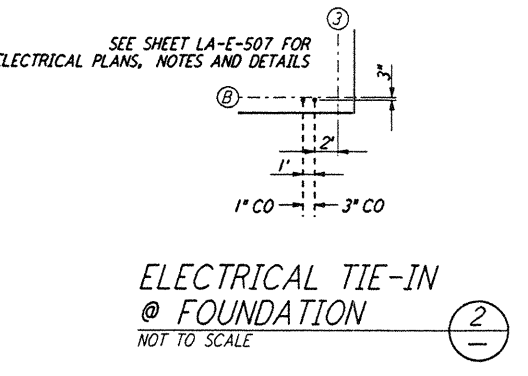 3
SEE SHEET LA-E-507 FOR
ELECTRICAL PLANS, NOTES AND DETAILS
3"
B
2'
1'
1" CO
3" CO
ELECTRICAL TIE-IN
@ FOUNDATION
2
—
NOT TO SCALE